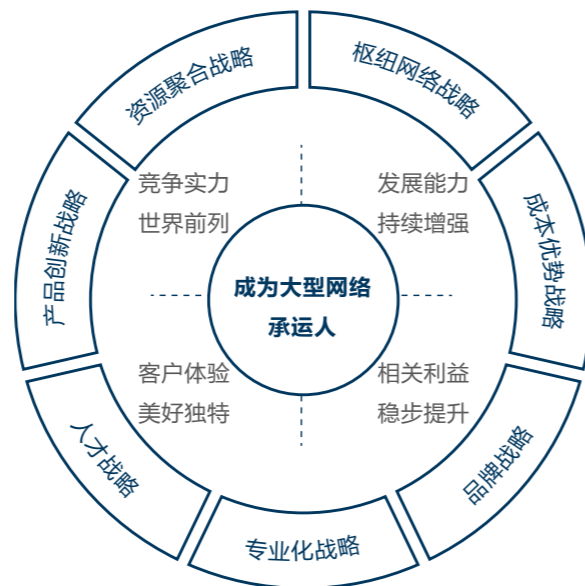 资源聚合战略
枢纽网络战略
产品创新战略
成本优势战略
竞争实力
世界前列
发展能力
持续增强
成为大型网络
承运人
客户体验
美好独特
相关利益
稳步提升
人才战略
品牌战略
专业化战略